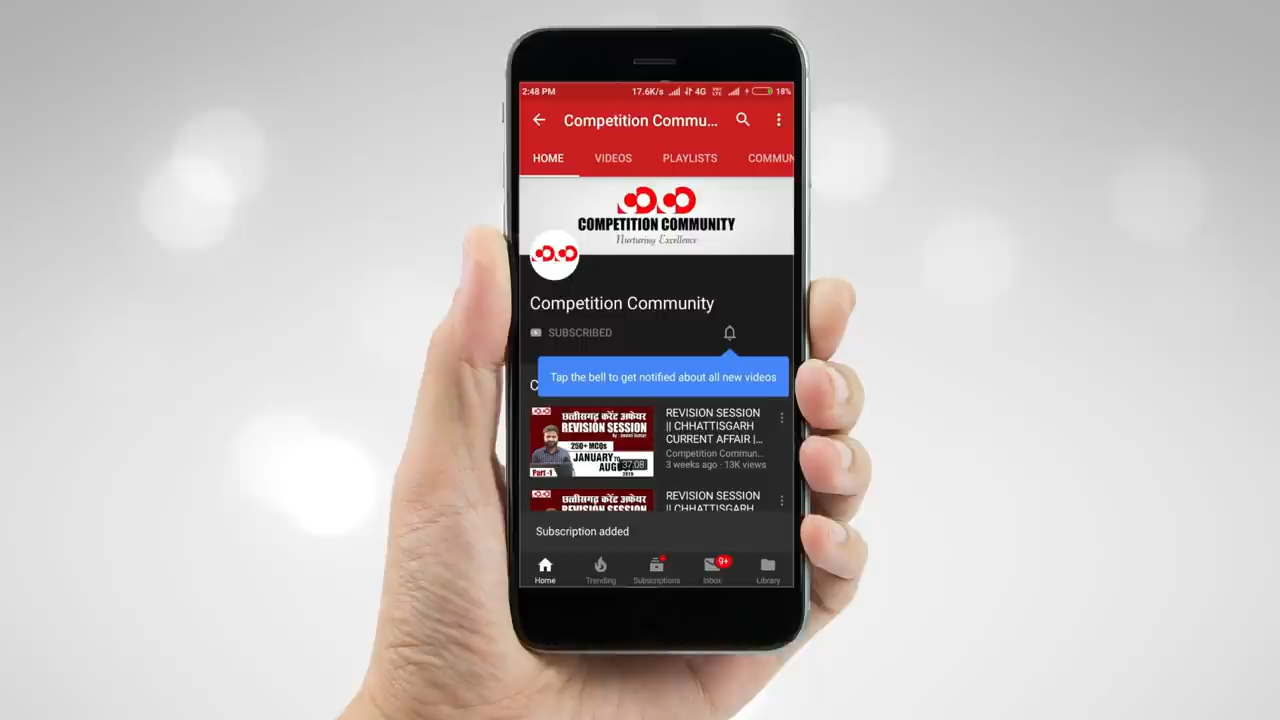 2:48 PM 17.6K/s 4G VoLTE 18%
Competition Commu...
HOME VIDEOS PLAYLISTS COMMUN
COMPETITION COMMUNITY
Nurturing Excellence
Competition Community
SUBSCRIBED
Tap the bell to get notified about all new videos
C
छत्तीसगढ़ करेंट अफेयर
REVISION SESSION
250+ MCQs
JANUARY TO
AUG
2019
Part -1
37:08
REVISION SESSION
|| CHHATTISGARH
CURRENT AFFAIR |...
Competition Commun...
3 weeks ago · 13K views
छत्तीसगढ़ करेंट अफेयर
REVISION SESSION
REVISION SESSION
|| CHHATTISGARH
Subscription added
9+
Home Trending Subscriptions Inbox Library